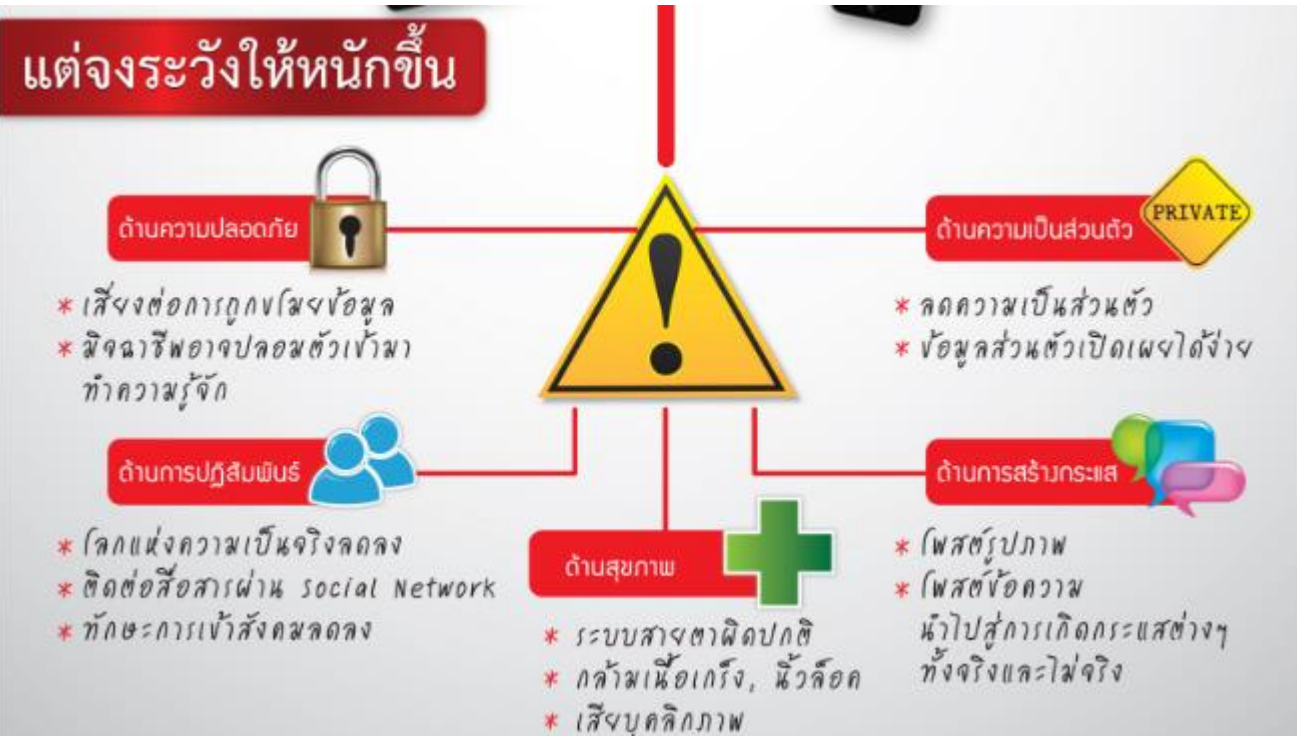 แต่จงระวังให้หนักขึ้น
ด้านความปลอดภัย
* เสี่ยงต่อการถูกขโมยข้อมูล
* มิจฉาชีพอาจปลอมตัวเข้ามา
ทำความรู้จัก
ด้านความเป็นส่วนตัว
PRIVATE
* ลดความเป็นส่วนตัว
* ข้อมูลส่วนตัวเปิดเผยได้ง่าย
ด้านการปฏิสัมพันธ์
* โลกแห่งความเป็นจริงลดลง
* ติดต่อสื่อสารผ่าน Social Network
* ทักษะการเข้าสังคมลดลง
ด้านสุขภาพ
* ระบบสายตาผิดปกติ
* กล้ามเนื้อเกร็ง, นิ้วล็อค
* เสียบุคลิกภาพ
ด้านการสร้างกระแส
* โพสต์รูปภาพ
* โพสต์ข้อความ
นำไปสู่การเกิดกระแสต่างๆ
ทั้งจริงและไม่จริง